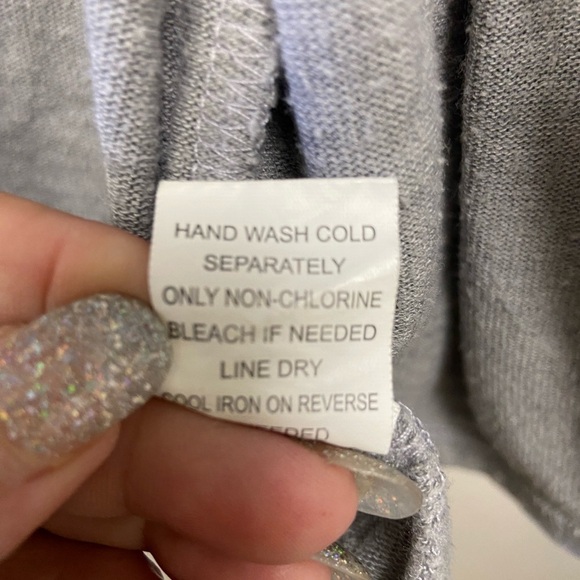 HAND WASH COLD
SEPARATELY
ONLY NON-CHLORINE
BLEACH IF NEEDED
LINE DRY
COOL IRON ON REVERSE